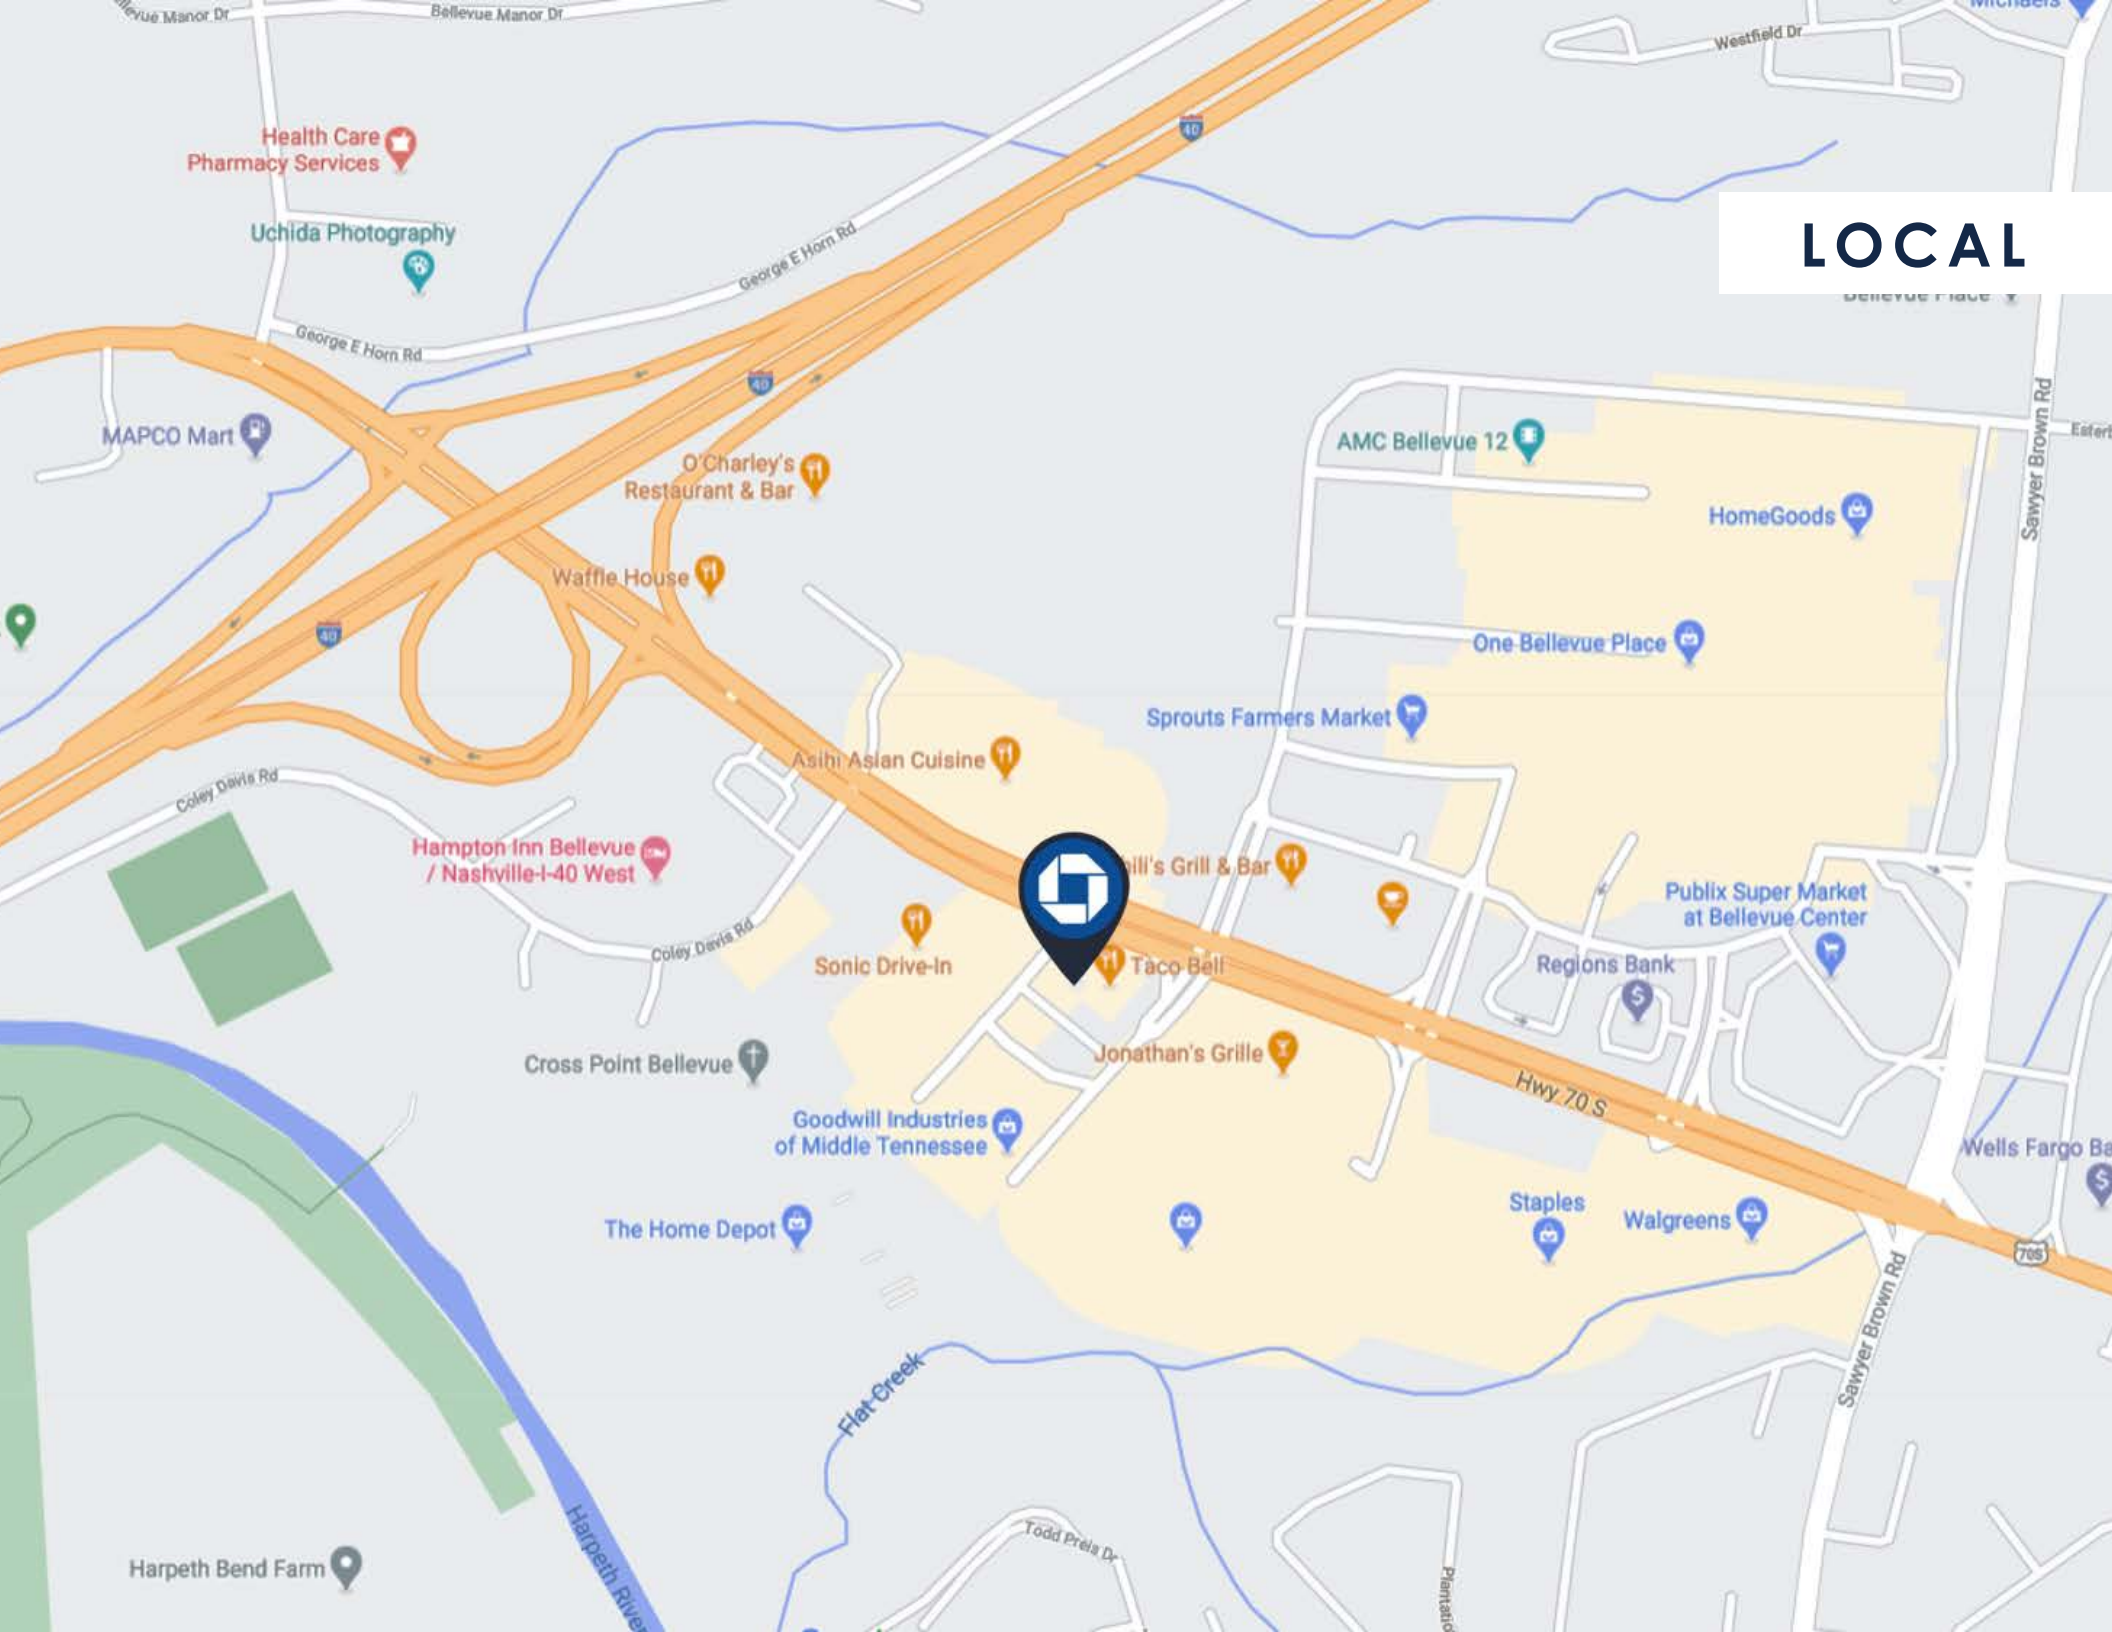 Bellevue Manor Dr
Michaels
Westfield Dr
40
Health Care
Pharmacy Services
Uchida Photography
George E Horn Rd
LOCAL
Bellevue Place
George E Horn Rd
40
Sawyer Brown Rd
MAPCO Mart
AMC Bellevue 12
O'Charley's
Restaurant & Bar
HomeGoods
Waffle House
40
One Bellevue Place
Sprouts Farmers Market
Asihi Asian Cuisine
Coley Davis Rd
Hampton Inn Bellevue
/ Nashville-I-40 West
Grill & Bar
Publix Super Market
at Bellevue Center
Coley Davis Rd
Sonic Drive-In
Taco Bell
Regions Bank
Cross Point Bellevue
Jonathan's Grille
Hwy 70 S
Goodwill Industries
of Middle Tennessee
Wells Fargo
The Home Depot
Staples
Walgreens
70S
Sawyer Brown Rd
Flat Creek
Todd Preis Dr
Harpeth Bend Farm
Harpeth River